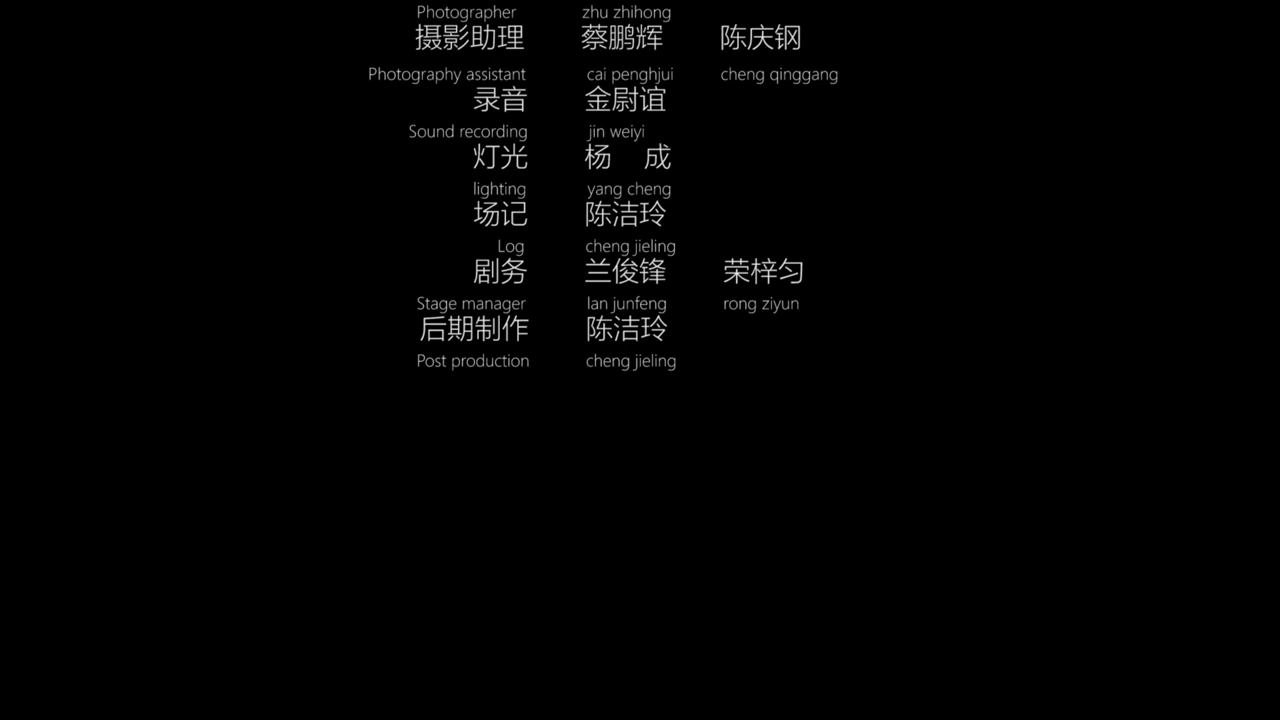 Photographer zhu zhihong
摄影助理 蔡鹏辉 陈庆钢
Photography assistant cai penghjui cheng qinggang
录音 金尉谊
Sound recording jin weiyi
灯光 杨 成
lighting yang cheng
场记 陈洁玲
Log cheng jieling
剧务 兰俊锋 荣梓匀
Stage manager lan junfeng rong ziyun
后期制作 陈洁玲
Post production cheng jieling